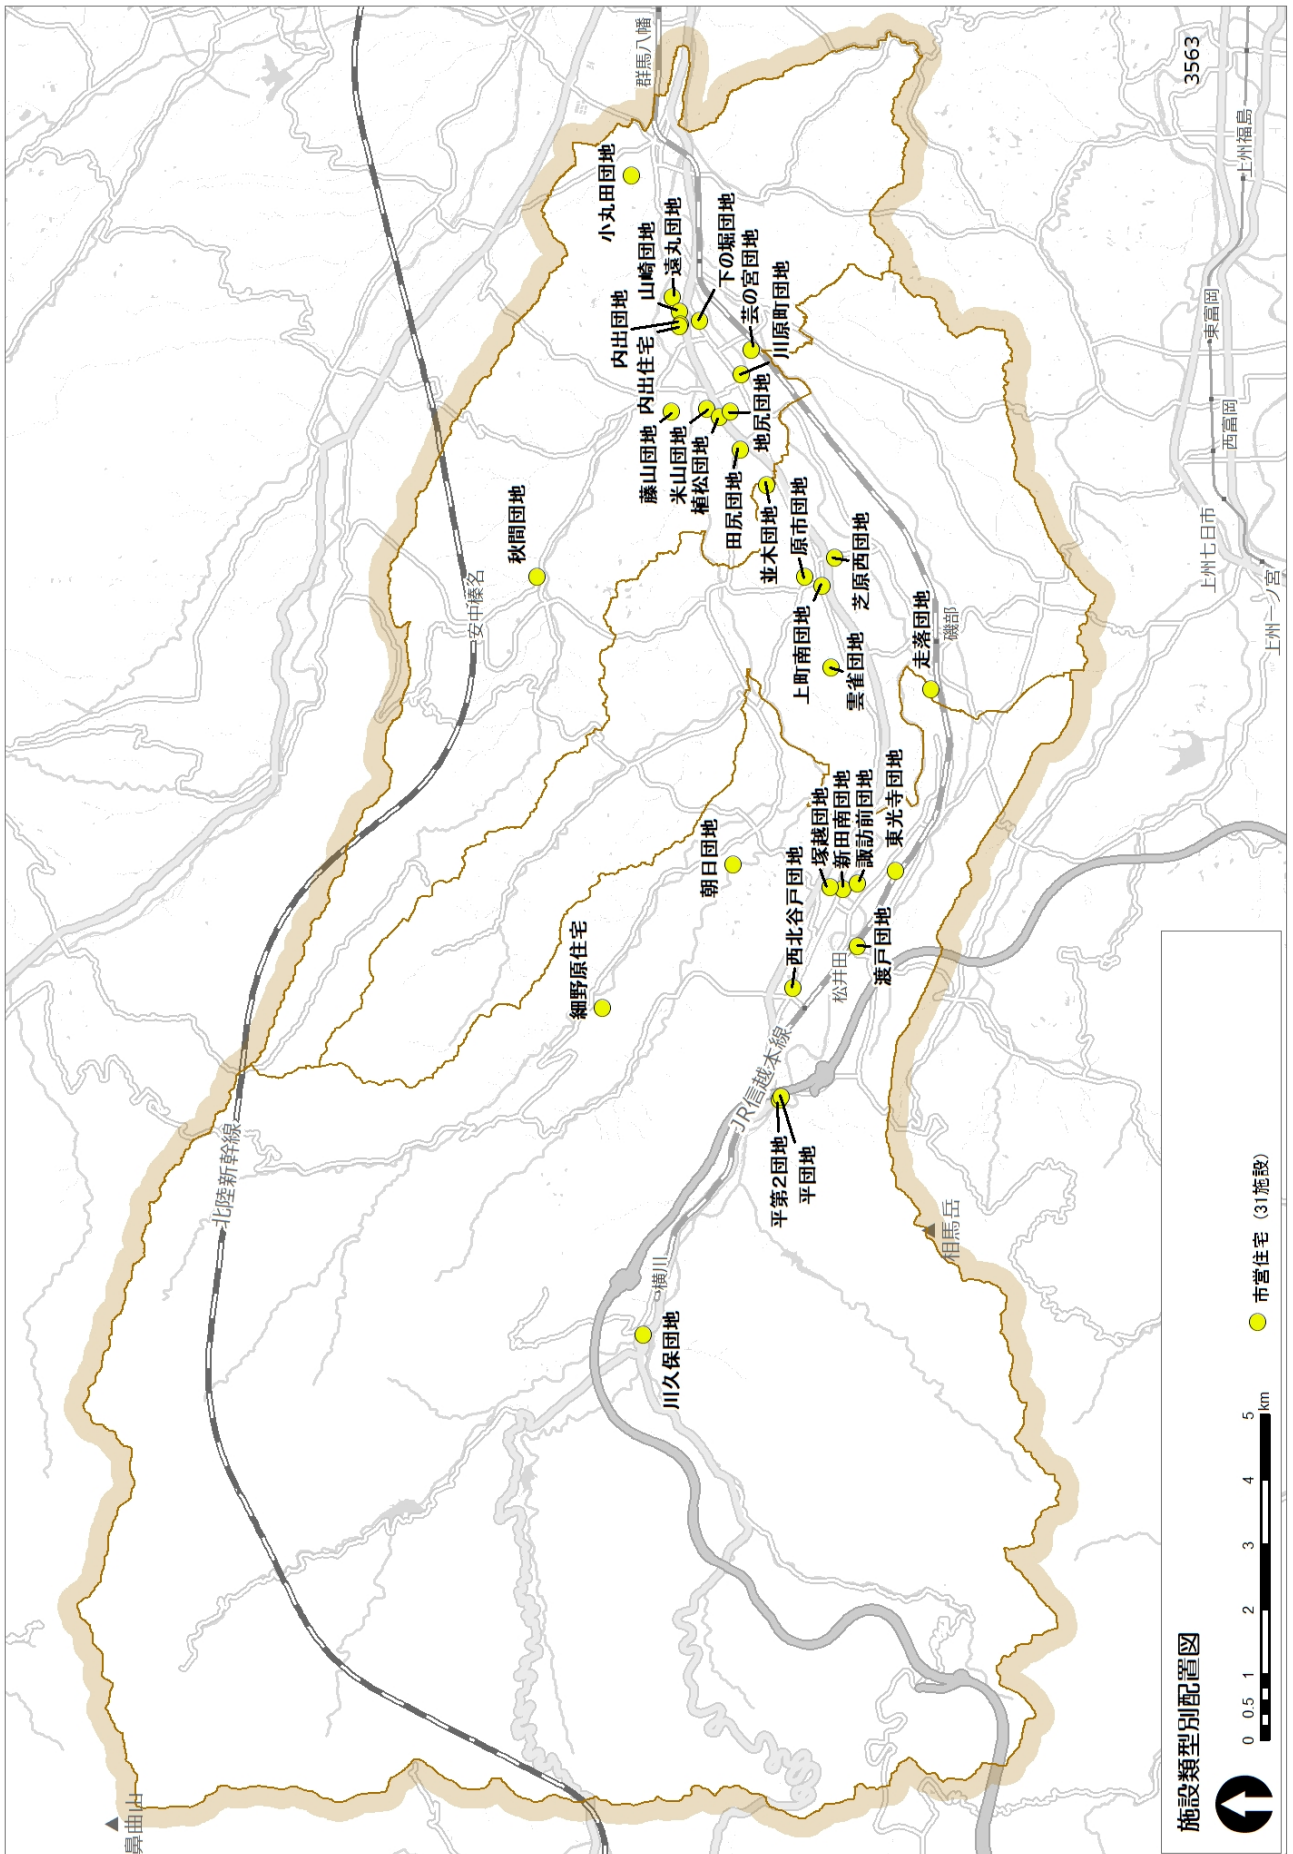 鼻曲山
北陸新幹線
安中榛名
群馬八幡
小丸田団地
遠丸団地
山崎団地
内出団地
内出住宅
下の堀団地
芸の宮団地
川原町団地
藤山団地
米山団地
植松団地
地尻団地
田尻団地
並木団地
原市団地
芝原西団地
上町南団地
雲雀団地
走落団地
磯部
秋間団地
朝日団地
細野原住宅
塚越団地
新田南団地
諏訪前団地
東光寺団地
西北谷戸団地
渡戸団地
松井田
JR信越本線
平第2団地
平団地
横川
川久保団地
相馬岳
上州福島
東富岡
西富岡
上州七日市
上州一ノ宮
3563
施設類型別配置図
0 0.5 1 2 3 4 5 km
市営住宅 (31施設)